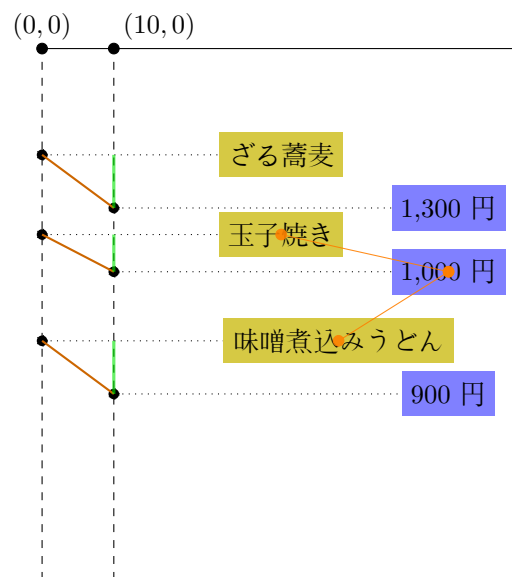 (0, 0) (10, 0)
ざる蕎麦
1,300 円
玉子焼き
1,000 円
味噌煮込みうどん
900 円